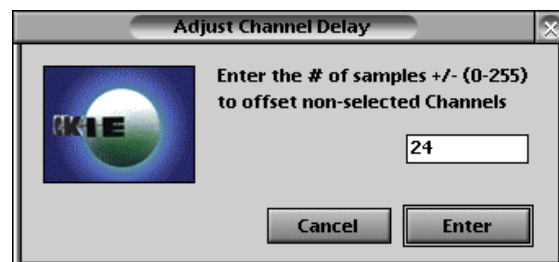 Adjust Channel Delay
Enter the # of samples +/- (0-255)
to offset non-selected Channels
24
Cancel
Enter